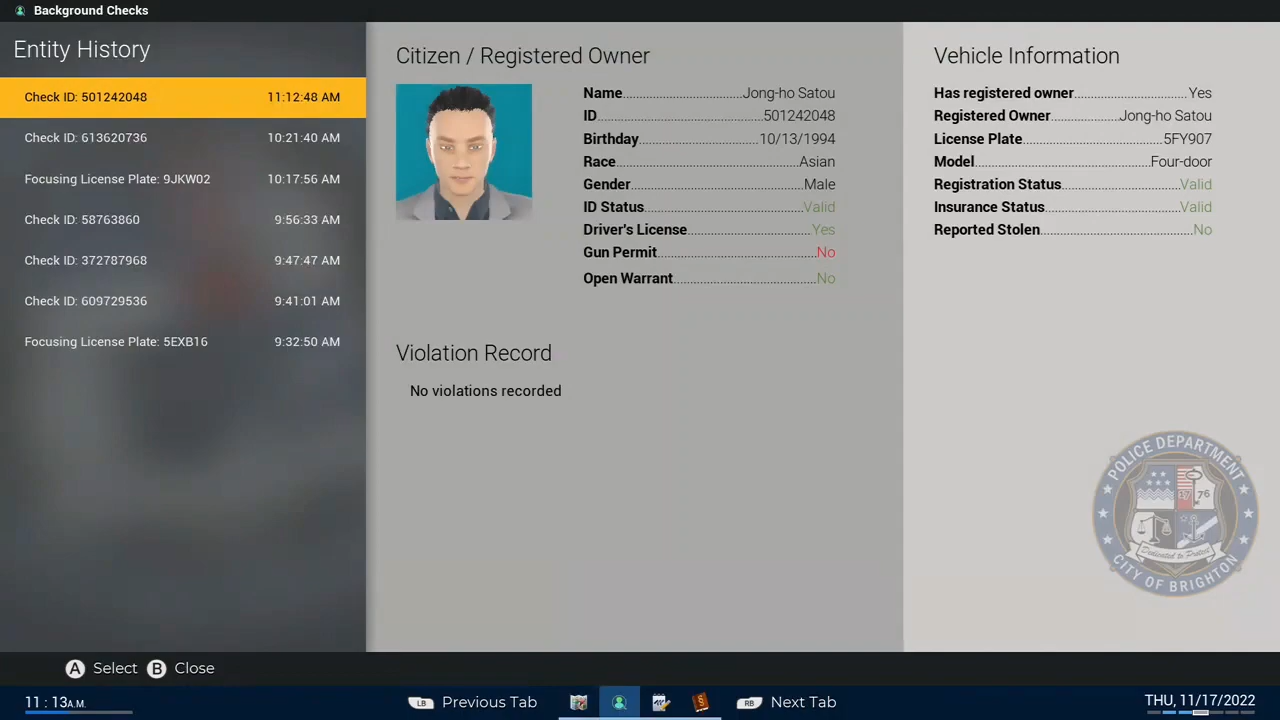 Background Checks
Entity History
Check ID: 501242048 11:12:48 AM
Check ID: 613620736 10:21:40 AM
Focusing License Plate: 9JKW02 10:17:56 AM
Check ID: 58763860 9:56:33 AM
Check ID: 372787968 9:47:47 AM
Check ID: 609729536 9:41:01 AM
Focusing License Plate: 5EXB16 9:32:50 AM
Citizen / Registered Owner
Name Jong-ho Satou
ID 501242048
Birthday 10/13/1994
Race Asian
Gender Male
ID Status Valid
Driver's License Yes
Gun Permit No
Open Warrant No
Violation Record
No violations recorded
Vehicle Information
Has registered owner Yes
Registered Owner Jong-ho Satou
License Plate 5FY907
Model Four-door
Registration Status Valid
Insurance Status Valid
Reported Stolen No
POLICE DEPARTMENT
17 76
Dedicated to Protect
CITY OF BRIGHTON
A Select B Close
11 : 13 A.M.
LB Previous Tab
RB Next Tab
THU, 11/17/2022